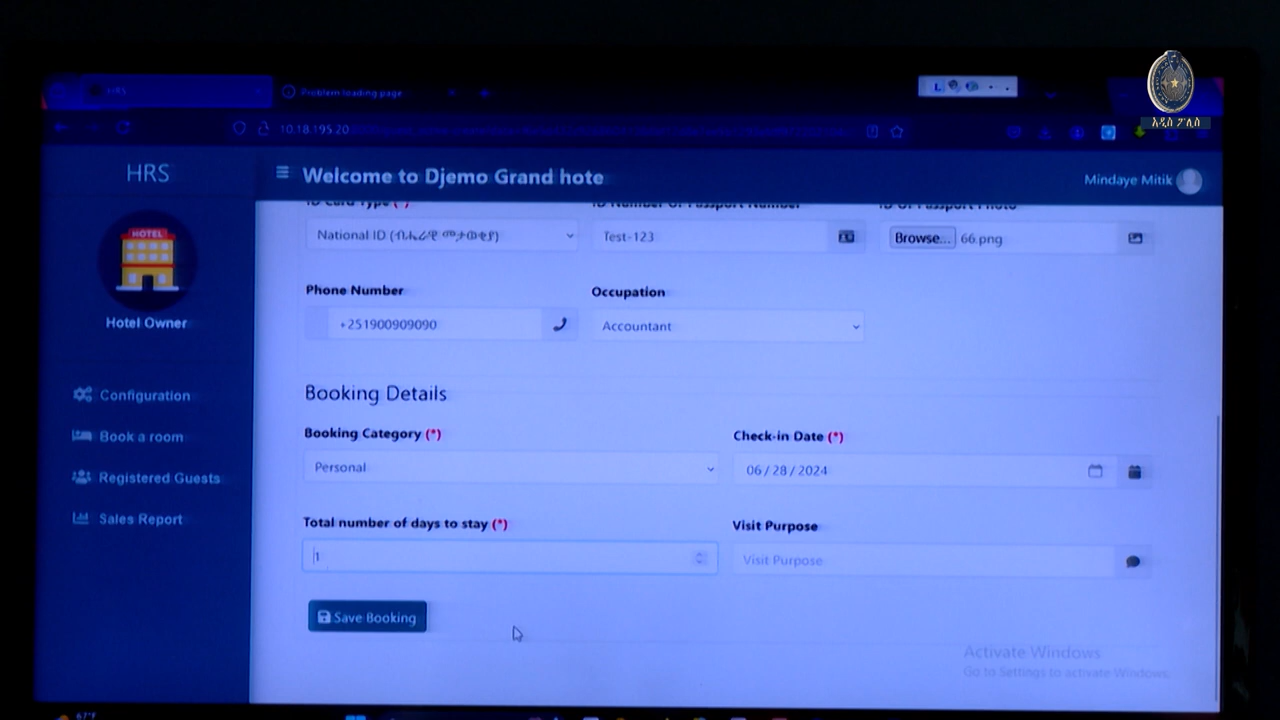 HRS
Problem loading page
አዲስ ፖሊስ
10.18.195.20
HRS
Welcome to Djemo Grand hote
Mindaye Mitik
ID Card Type (*)
ID Number Or Passport Number
ID Or Passport Photo
National ID (ብሔራዊ መታወቂያ)
Test-123
Browse... 66.png
Hotel Owner
Phone Number
Occupation
+251900909090
Accountant
Configuration
Book a room
Registered Guests
Sales Report
Booking Details
Booking Category (*)
Check-in Date (*)
Personal
06 / 28 / 2024
Total number of days to stay (*)
Visit Purpose
1
Visit Purpose
Save Booking
Activate Windows
Go to Settings to activate Windows.
67°F